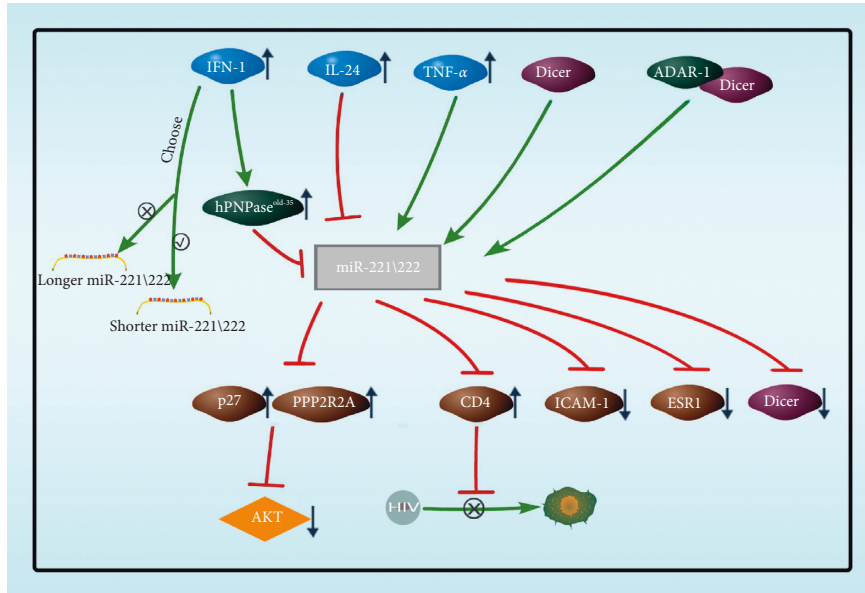 IFN-1
IL-24
TNF-α
Dicer
ADAR-1
Dicer
Choose
hPNPase^old-35
miR-221\222
Longer miR-221\222
Shorter miR-221\222
p27
PPP2R2A
CD4
ICAM-1
ESR1
Dicer
AKT
HIV